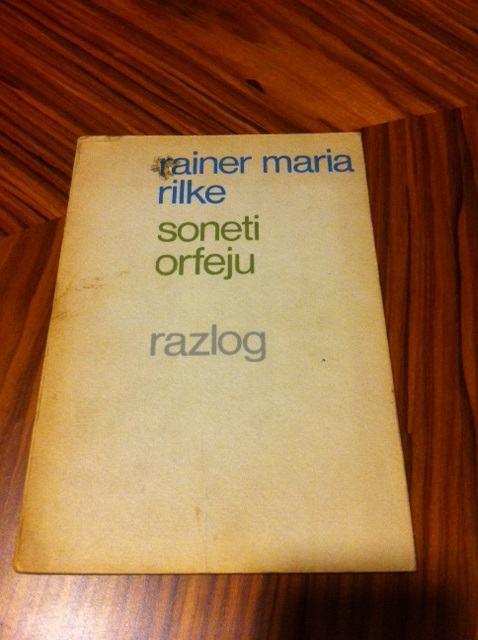 rainer maria
rilke
soneti
orfeju
razlog